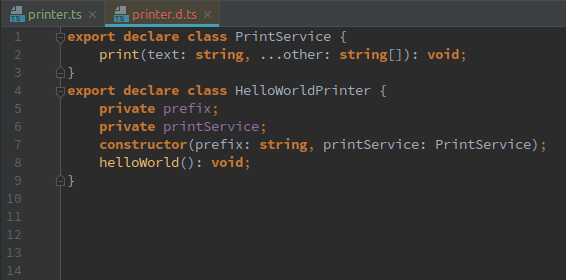 printer.ts × printer.d.ts ×
1 export declare class PrintService {
2     print(text: string, ...other: string[]): void;
3 }
4 export declare class HelloWorldPrinter {
5     private prefix;
6     private printService;
7     constructor(prefix: string, printService: PrintService);
8     helloWorld(): void;
9 }
10
11
12
13
14